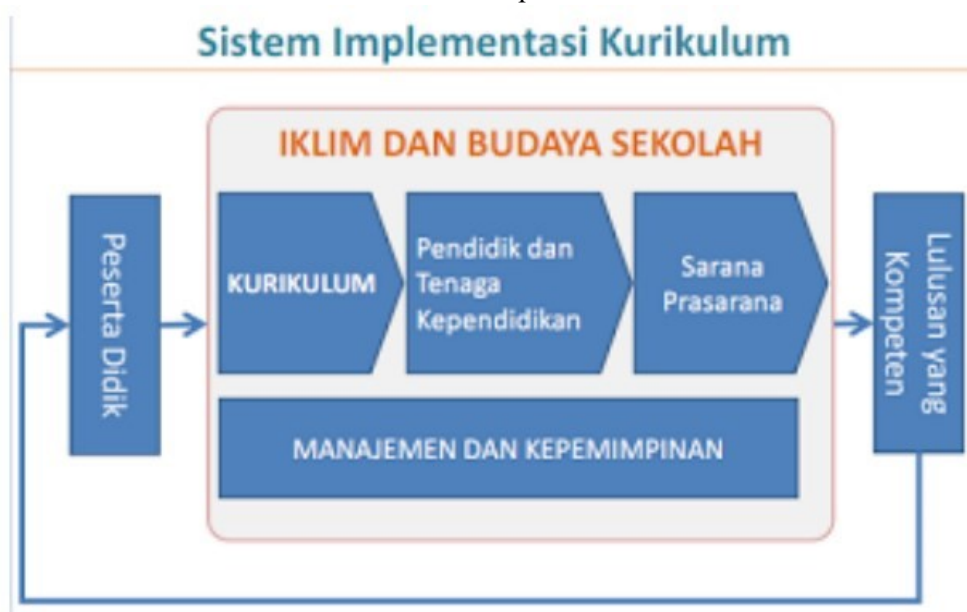 Sistem Implementasi Kurikulum
IKLIM DAN BUDAYA SEKOLAH
Peserta Didik
KURIKULUM
Pendidik dan
Tenaga
Kependidikan
Sarana
Prasarana
Lulusan yang
Kompeten
MANAJEMEN DAN KEPEMIMPINAN